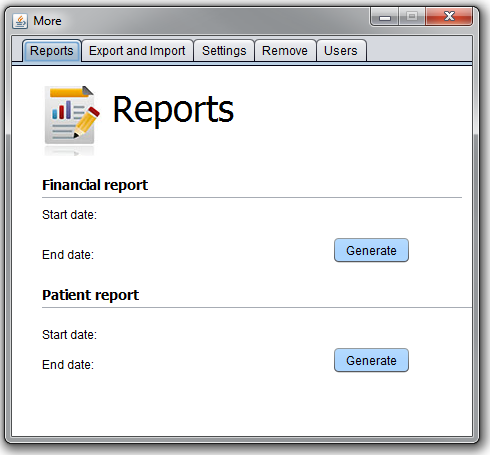 More
Reports Export and Import Settings Remove Users
Reports
Financial report
Start date:
End date: Generate
Patient report
Start date:
End date: Generate